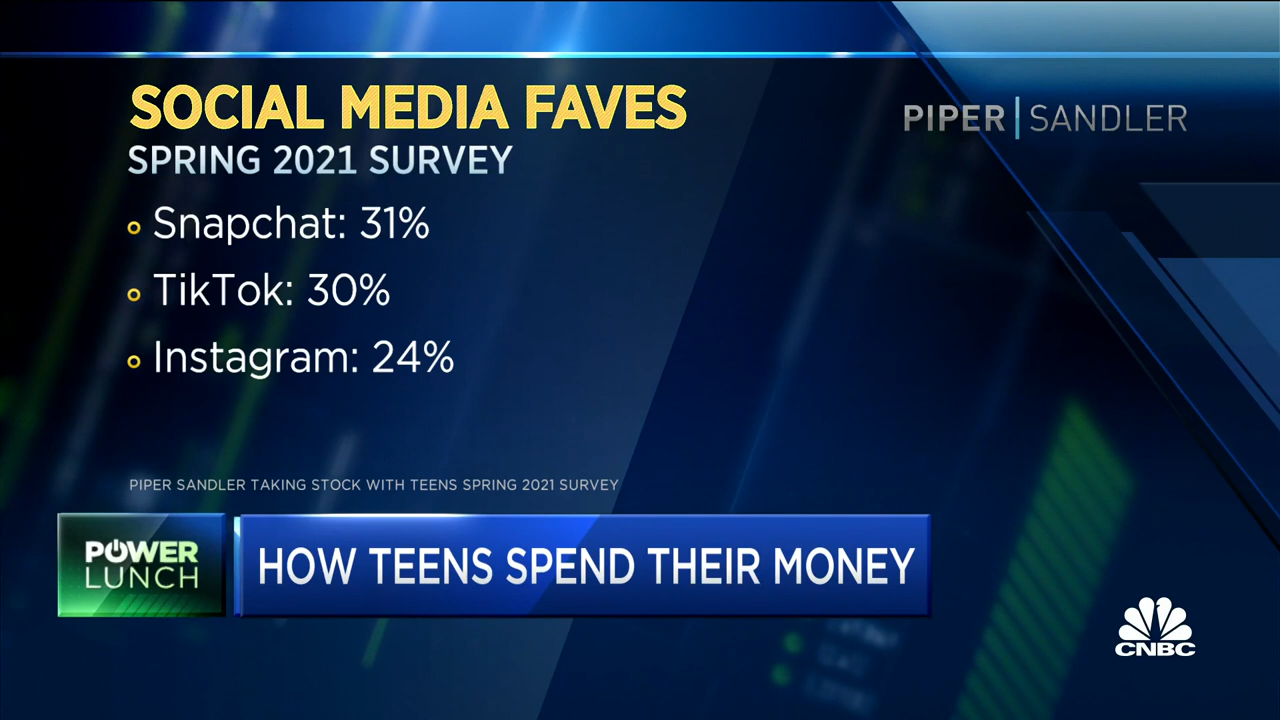 SOCIAL MEDIA FAVES
PIPER | SANDLER
SPRING 2021 SURVEY
Snapchat: 31%
TikTok: 30%
Instagram: 24%
PIPER SANDLER TAKING STOCK WITH TEENS SPRING 2021 SURVEY
POWER
LUNCH
HOW TEENS SPEND THEIR MONEY
CNBC